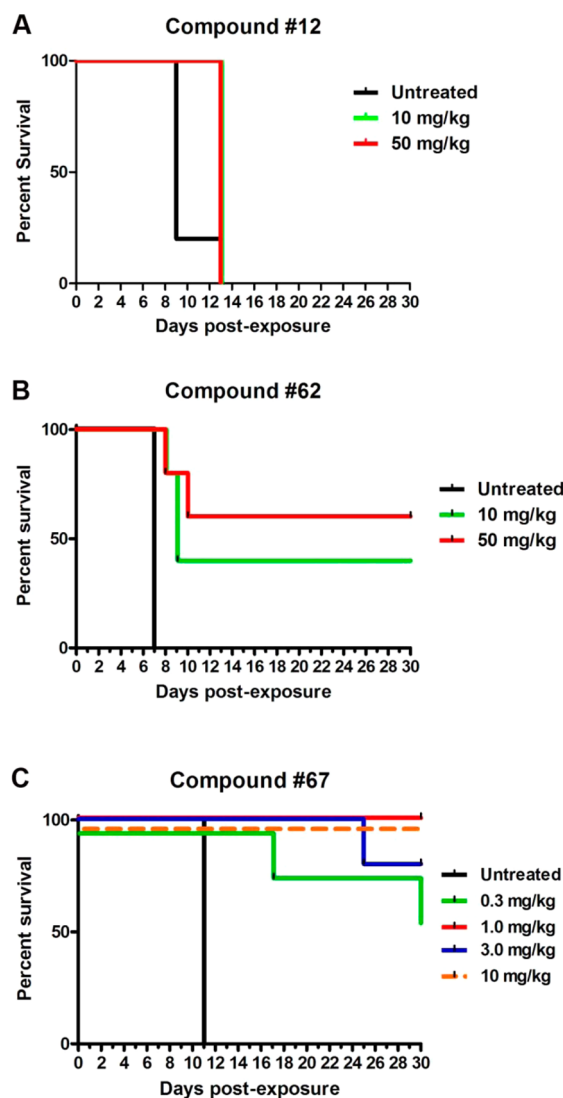 A
Compound #12
100
50
0
Percent Survival
0 2 4 6 8 10 12 14 16 18 20 22 24 26 28 30
Days post-exposure
Untreated
10 mg/kg
50 mg/kg
B
Compound #62
100
50
0
Percent survival
0 2 4 6 8 10 12 14 16 18 20 22 24 26 28 30
Days post-exposure
Untreated
10 mg/kg
50 mg/kg
C
Compound #67
100
50
0
Percent survival
0 2 4 6 8 10 12 14 16 18 20 22 24 26 28 30
Days post-exposure
Untreated
0.3 mg/kg
1.0 mg/kg
3.0 mg/kg
10 mg/kg